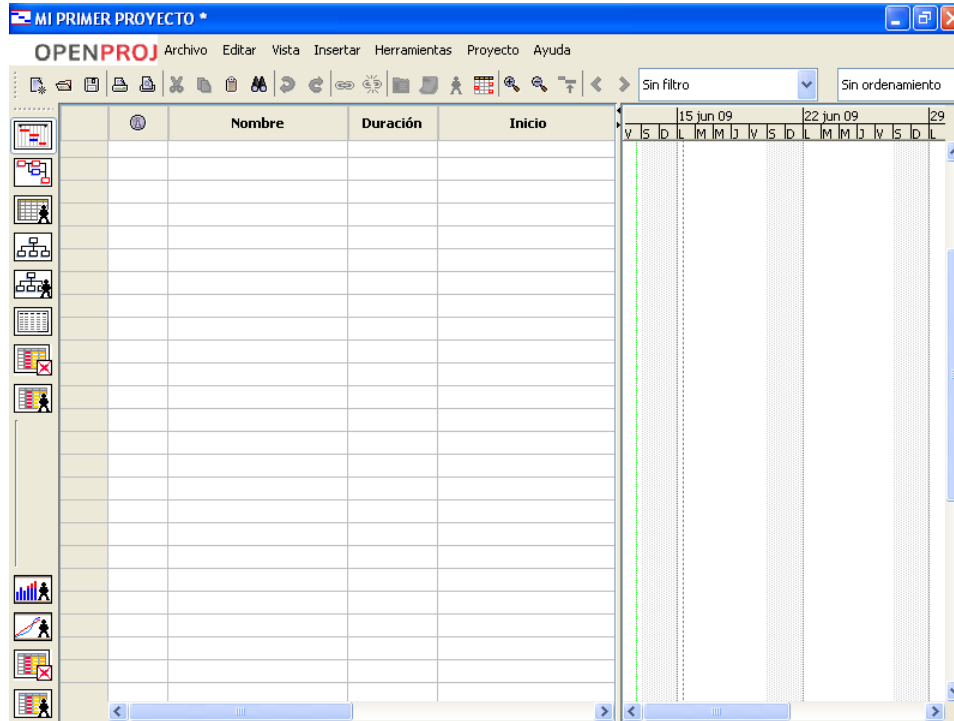 MI PRIMER PROYECTO *
OPENPROJ Archivo Editar Vista Insertar Herramientas Proyecto Ayuda
Sin filtro Sin ordenamiento
Nombre Duración Inicio
15 jun 09 22 jun 09 29
V S D L M M J V S D L M M J V S D L